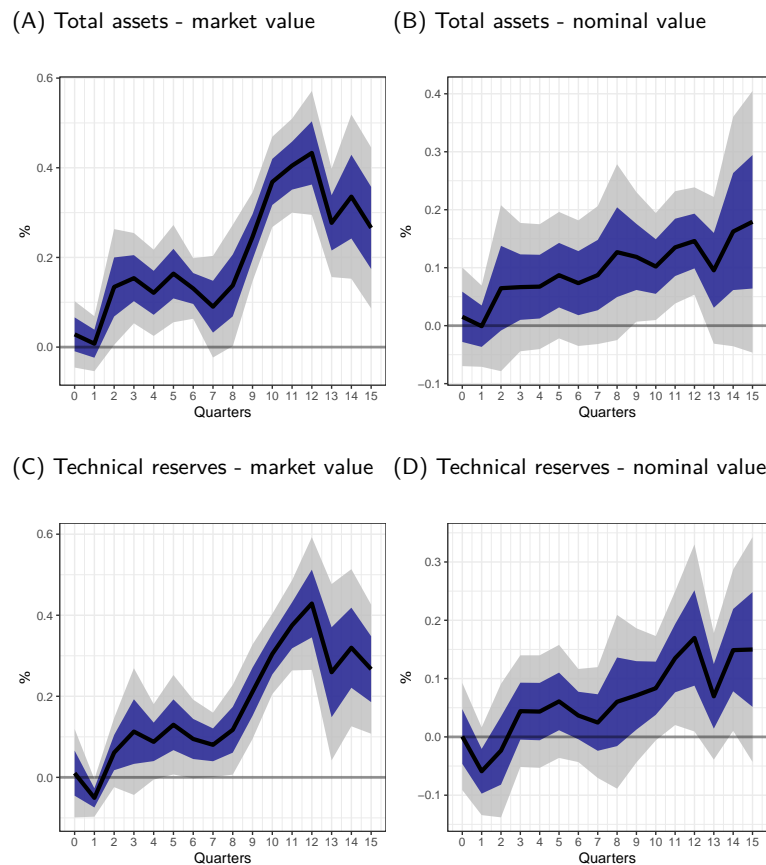 (A) Total assets - market value
(B) Total assets - nominal value
0.6
0.4
0.2
0.0
%
0 1 2 3 4 5 6 7 8 9 10 11 12 13 14 15
Quarters
0.4
0.3
0.2
0.1
0.0
−0.1
%
0 1 2 3 4 5 6 7 8 9 10 11 12 13 14 15
Quarters
(C) Technical reserves - market value
(D) Technical reserves - nominal value
0.6
0.4
0.2
0.0
%
0 1 2 3 4 5 6 7 8 9 10 11 12 13 14 15
Quarters
0.3
0.2
0.1
0.0
−0.1
%
0 1 2 3 4 5 6 7 8 9 10 11 12 13 14 15
Quarters